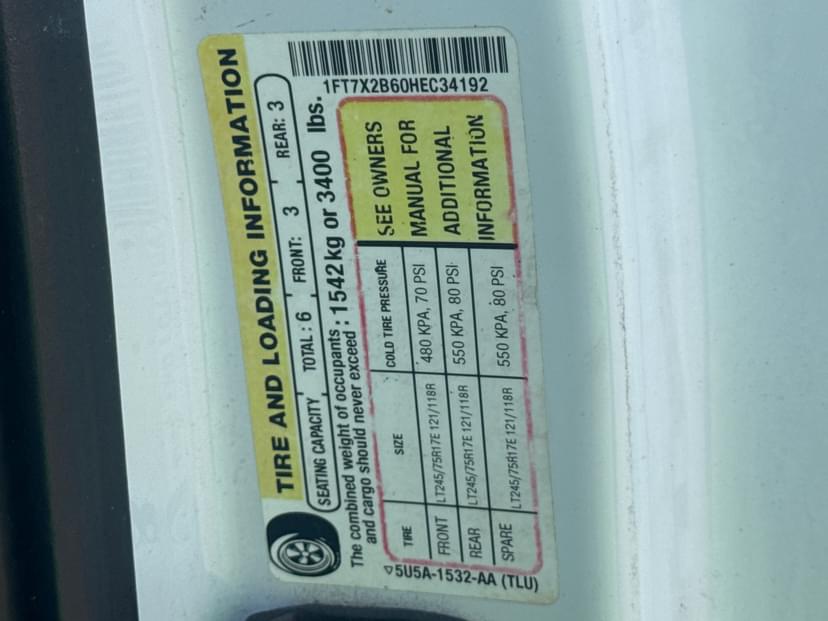 1FT7X2B60HEC34192
TIRE AND LOADING INFORMATION
SEATING CAPACITY TOTAL : 6 FRONT: 3 REAR: 3
The combined weight of occupants and cargo should never exceed : 1542 kg or 3400 lbs.
TIRE SIZE COLD TIRE PRESSURE
FRONT LT245/75R17E 121/118R 480 KPA, 70 PSI
REAR LT245/75R17E 121/118R 550 KPA, 80 PSI
SPARE LT245/75R17E 121/118R 550 KPA, 80 PSI
SEE OWNERS
MANUAL FOR
ADDITIONAL
INFORMATION
5U5A-1532-AA (TLU)